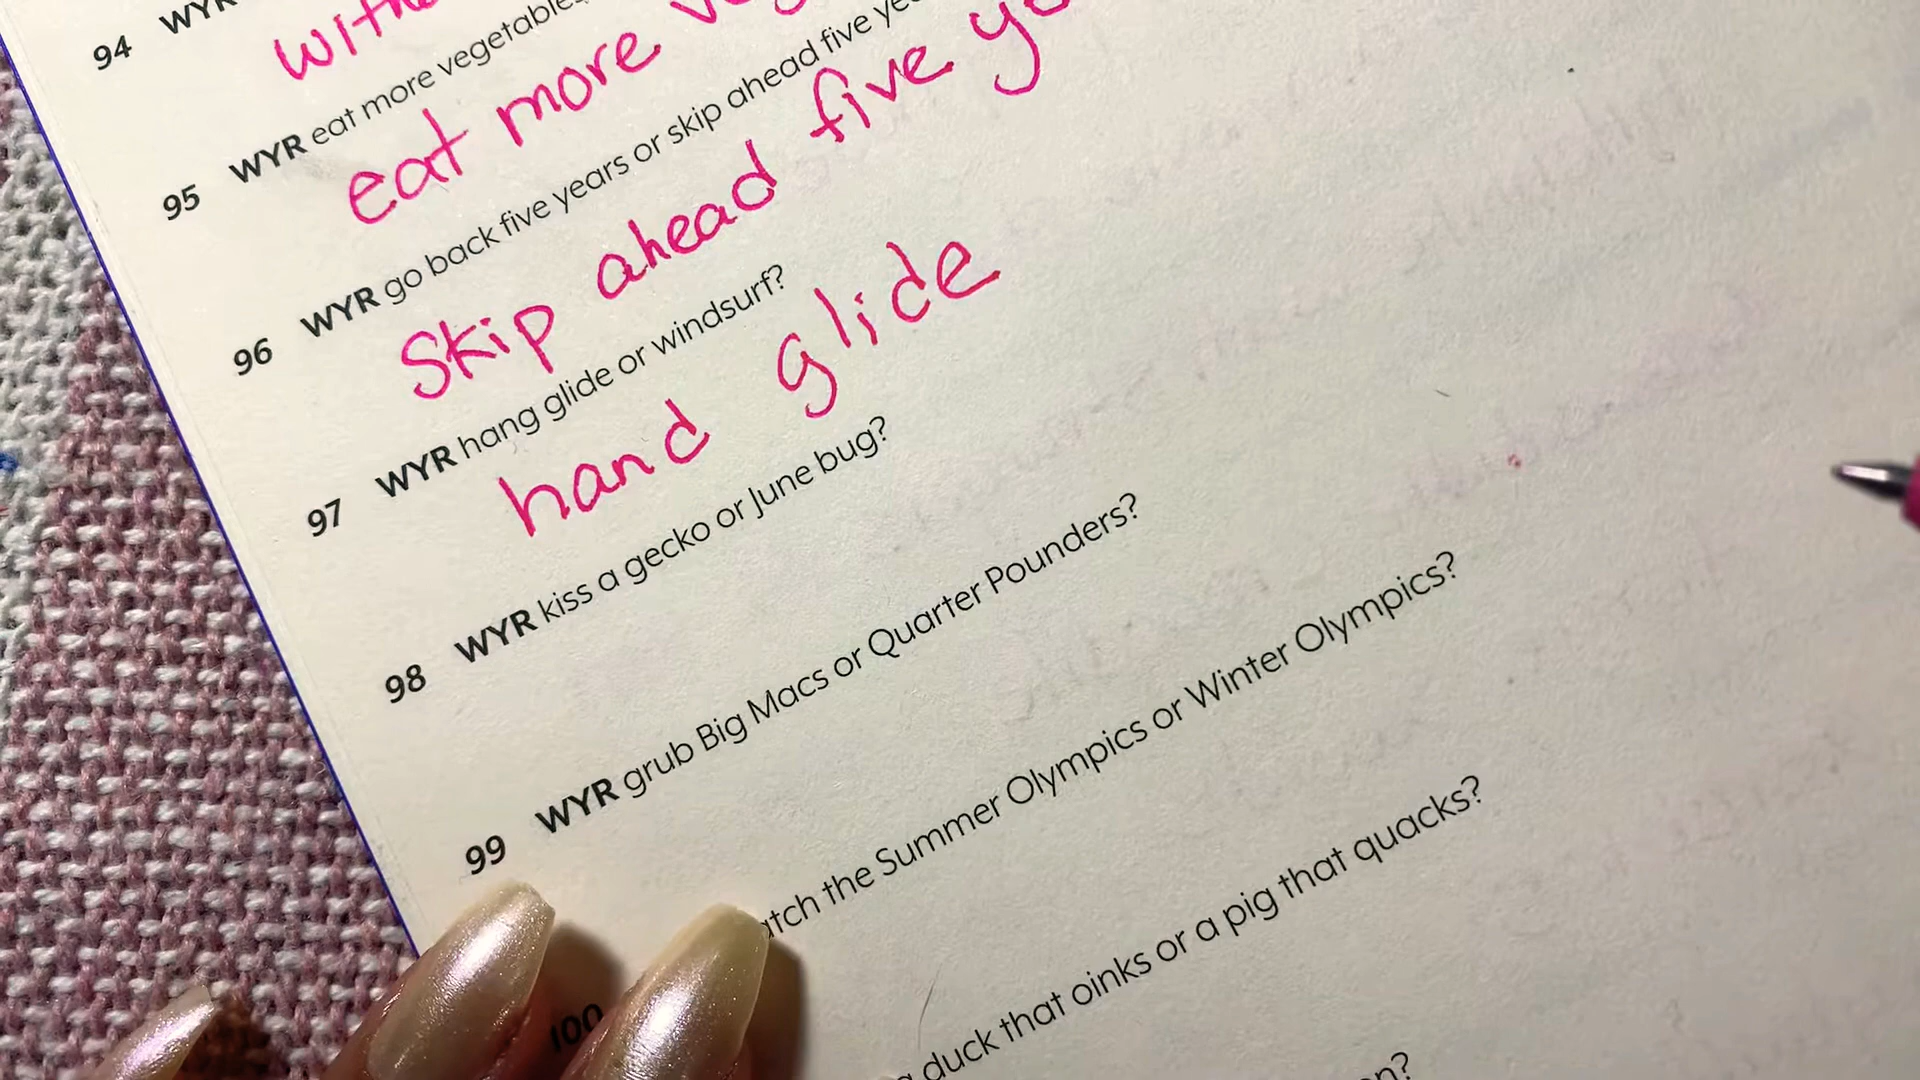 94 WYR
with
95 WYR eat more vegetables
eat more
96 WYR go back five years or skip ahead five
Skip ahead five
97 WYR hang glide or windsurf?
hand glide
98 WYR kiss a gecko or June bug?
99 WYR grub Big Macs or Quarter Pounders?
100 atch the Summer Olympics or Winter Olympics?
duck that oinks or a pig that quacks?